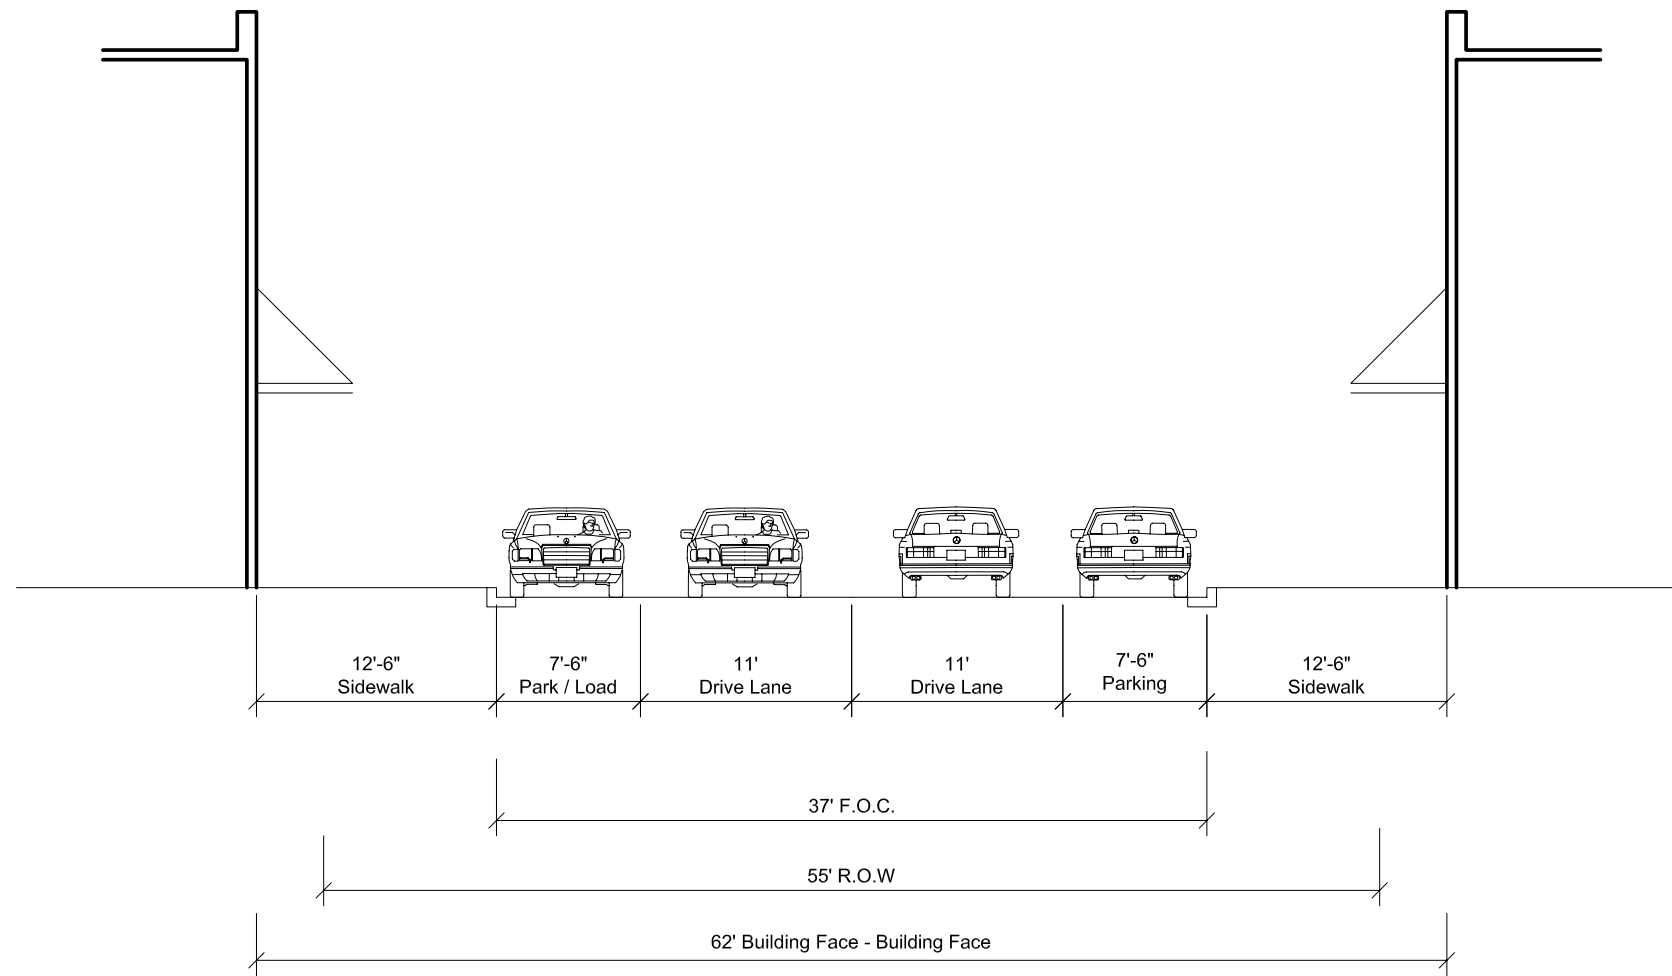 12'-6"
Sidewalk
7'-6"
Park / Load
11'
Drive Lane
11'
Drive Lane
7'-6"
Parking
12'-6"
Sidewalk
37' F.O.C.
55' R.O.W
62' Building Face - Building Face